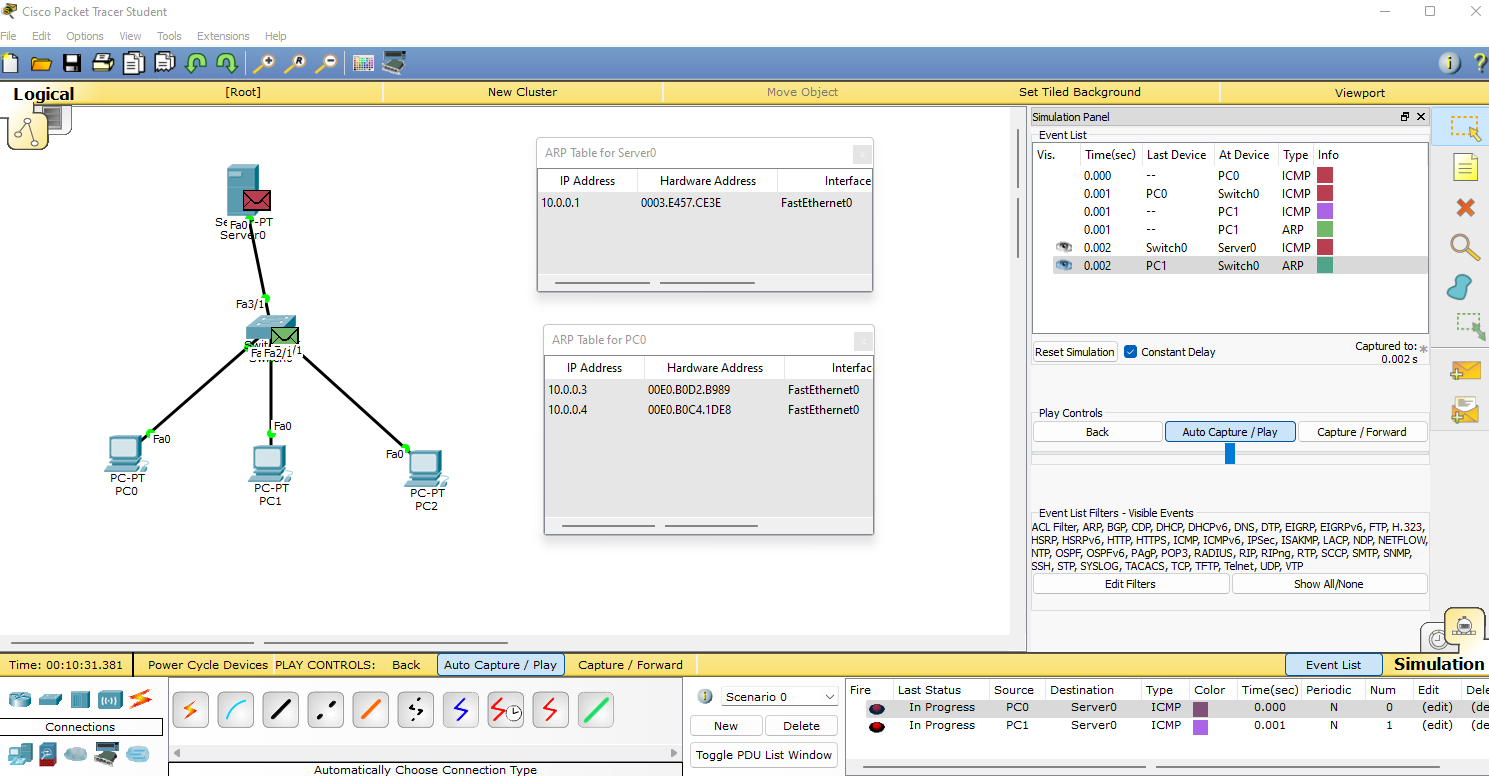 Cisco Packet Tracer Student
File Edit Options View Tools Extensions Help
Logical [Root] New Cluster Move Object Set Tiled Background Viewport
Fa0
Server0
Fa3/1
Fa2/1
Fa0
PC-PT
PC0
Fa0
PC-PT
PC1
Fa0
PC-PT
PC2
ARP Table for Server0
IP Address Hardware Address Interface
10.0.0.1 0003.E457.CE3E FastEthernet0
ARP Table for PC0
IP Address Hardware Address Interfac
10.0.0.3 00E0.B0D2.B989 FastEthernet0
10.0.0.4 00E0.B0C4.1DE8 FastEthernet0
Simulation Panel
Event List
Vis. Time(sec) Last Device At Device Type Info
0.000 -- PC0 ICMP
0.001 PC0 Switch0 ICMP
0.001 -- PC1 ICMP
0.001 -- PC1 ARP
0.002 Switch0 Server0 ICMP
0.002 PC1 Switch0 ARP
Reset Simulation Constant Delay Captured to: *
0.002 s
Play Controls
Back Auto Capture / Play Capture / Forward
Event List Filters - Visible Events
ACL Filter, ARP, BGP, CDP, DHCP, DHCPv6, DNS, DTP, EIGRP, EIGRPv6, FTP, H.323,
HSRP, HSRPv6, HTTP, HTTPS, ICMP, ICMPv6, IPSec, ISAKMP, LACP, NDP, NETFLOW,
NTP, OSPF, OSPFv6, PAgP, POP3, RADIUS, RIP, RIPng, RTP, SCCP, SMTP, SNMP,
SSH, STP, SYSLOG, TACACS, TCP, TFTP, Telnet, UDP, VTP
Edit Filters Show All/None
Time: 00:10:31.381 Power Cycle Devices PLAY CONTROLS: Back Auto Capture / Play Capture / Forward Event List Simulation
Connections
Automatically Choose Connection Type
Scenario 0
New Delete
Toggle PDU List Window
Fire Last Status Source Destination Type Color Time(sec) Periodic Num Edit Dele
In Progress PC0 Server0 ICMP 0.000 N 0 (edit) (de
In Progress PC1 Server0 ICMP 0.001 N 1 (edit) (de